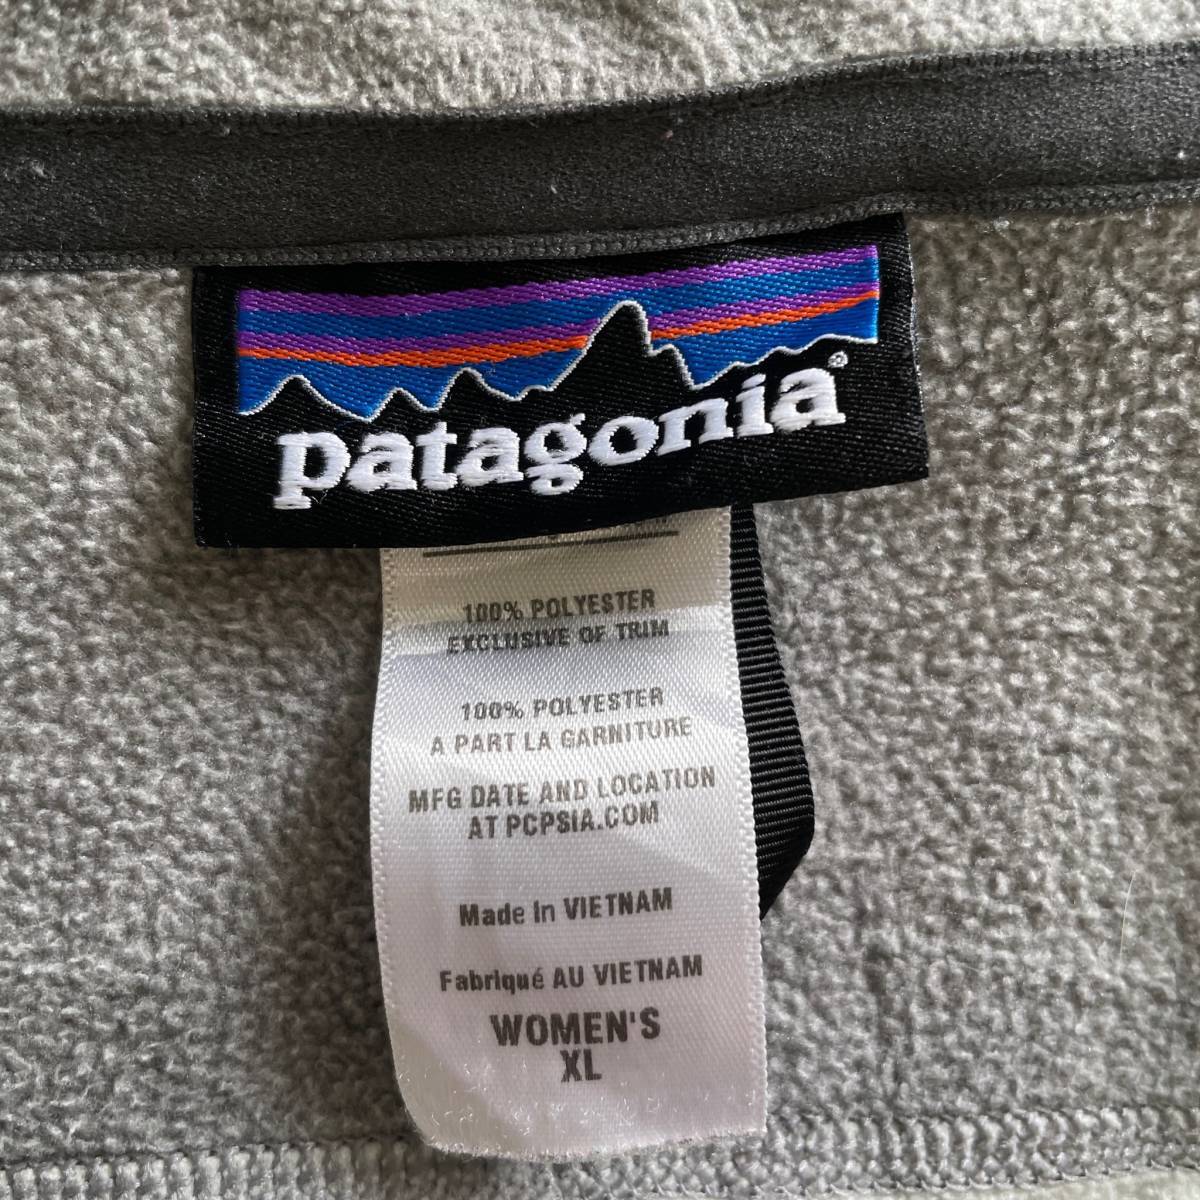 patagonia®
100% POLYESTER
EXCLUSIVE OF TRIM
100% POLYESTER
A PART LA GARNITURE
MFG DATE AND LOCATION
AT PCPSIA.COM
Made In VIETNAM
Fabriqué AU VIETNAM
WOMEN'S
XL